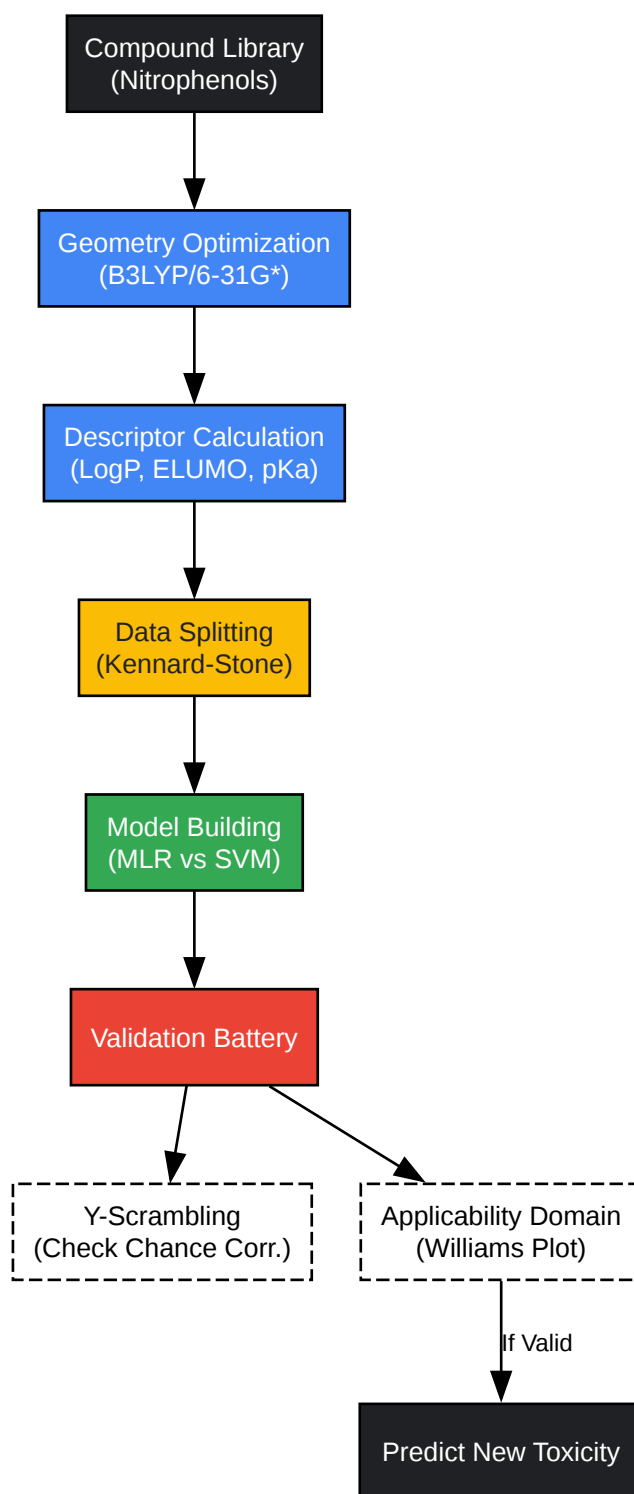 Compound Library
(Nitrophenols)
Geometry Optimization
(B3LYP/6-31G*)
Descriptor Calculation
(LogP, ELUMO, pKa)
Data Splitting
(Kennard-Stone)
Model Building
(MLR vs SVM)
Validation Battery
Y-Scrambling
(Check Chance Corr.)
Applicability Domain
(Williams Plot)
If Valid
Predict New Toxicity